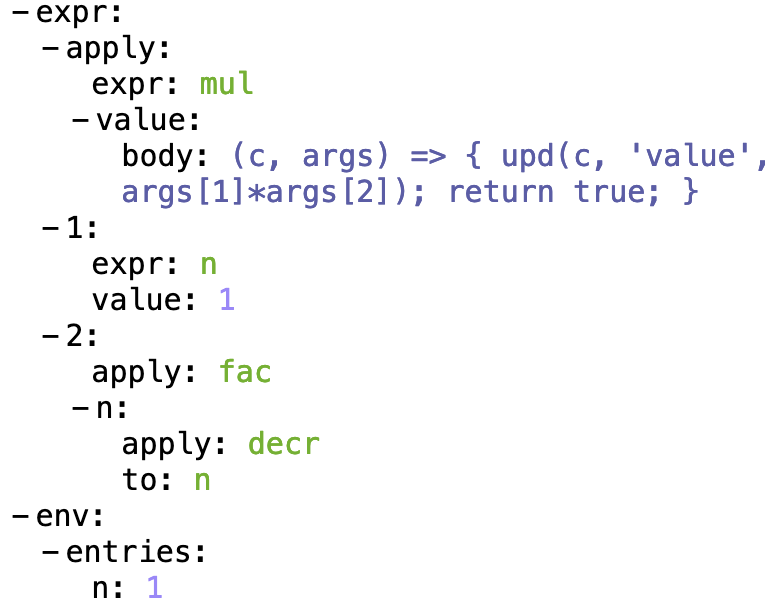 −expr:
−apply:
expr: mul
−value:
body: (c, args) => { upd(c, 'value',
args[1]*args[2]); return true; }
−1:
expr: n
value: 1
−2:
apply: fac
−n:
apply: decr
to: n
−env:
−entries:
n: 1